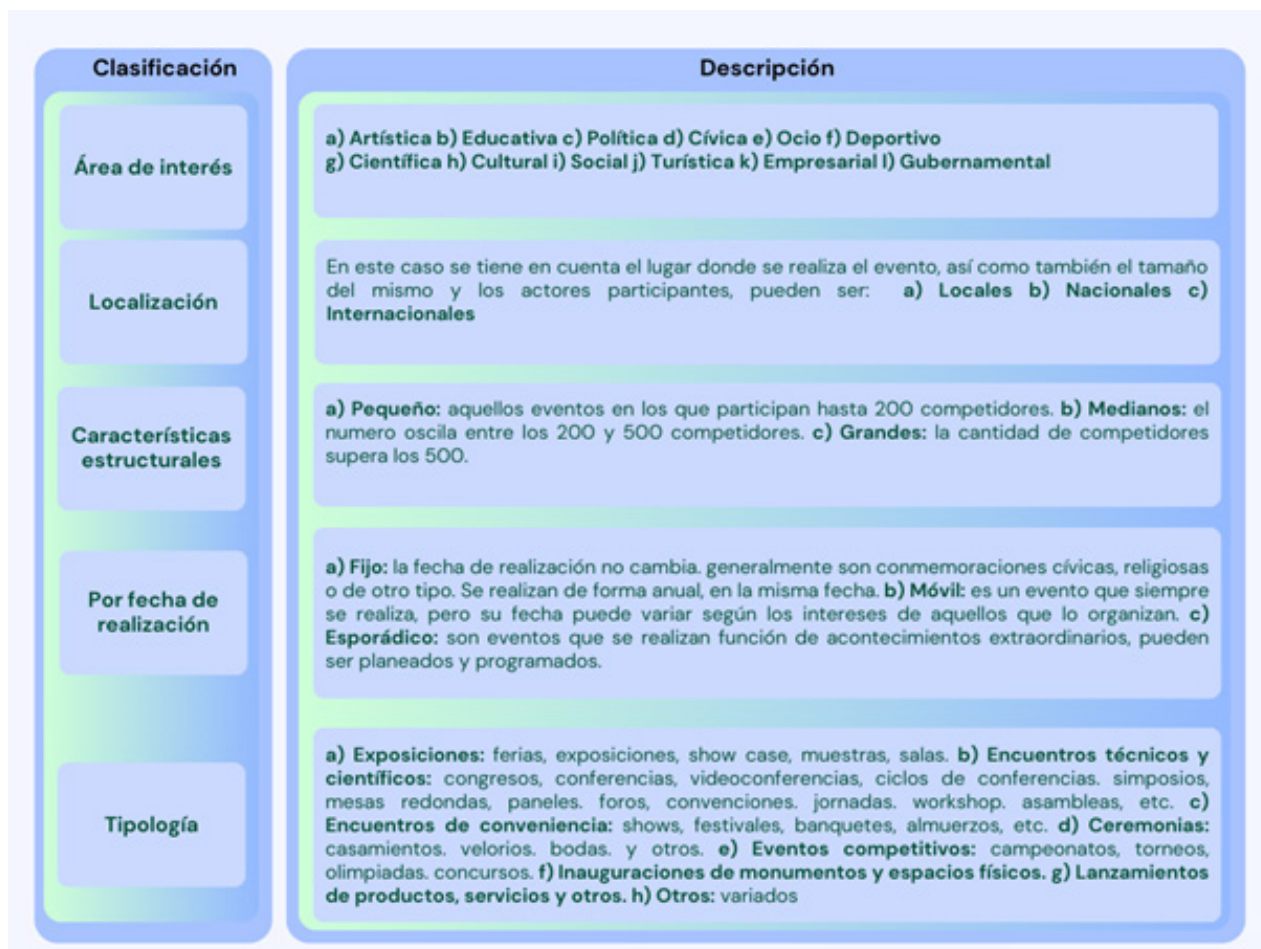 Clasificación
Descripción
Área de interés
a) Artística b) Educativa c) Política d) Cívica e) Ocio f) Deportivo
g) Científica h) Cultural i) Social j) Turística k) Empresarial l) Gubernamental
Localización
En este caso se tiene en cuenta el lugar donde se realiza el evento, así como también el tamaño
del mismo y los actores participantes, pueden ser: a) Locales b) Nacionales c)
Internacionales
Características
estructurales
a) Pequeño: aquellos eventos en los que participan hasta 200 competidores. b) Medianos: el
numero oscila entre los 200 y 500 competidores. c) Grandes: la cantidad de competidores
supera los 500.
Por fecha de
realización
a) Fijo: la fecha de realización no cambia. generalmente son conmemoraciones cívicas, religiosas
o de otro tipo. Se realizan de forma anual, en la misma fecha. b) Móvil: es un evento que siempre
se realiza, pero su fecha puede variar según los intereses de aquellos que lo organizan. c)
Esporádico: son eventos que se realizan función de acontecimientos extraordinarios, pueden
ser planeados y programados.
Tipología
a) Exposiciones: ferias, exposiciones, show case, muestras, salas. b) Encuentros técnicos y
científicos: congresos, conferencias, videoconferencias, ciclos de conferencias. simposios,
mesas redondas, paneles. foros, convenciones. jornadas. workshop. asambleas, etc. c)
Encuentros de conveniencia: shows, festivales, banquetes, almuerzos, etc. d) Ceremonias:
casamientos. velorios. bodas. y otros. e) Eventos competitivos: campeonatos, torneos,
olimpiadas. concursos. f) Inauguraciones de monumentos y espacios físicos. g) Lanzamientos
de productos, servicios y otros. h) Otros: variados